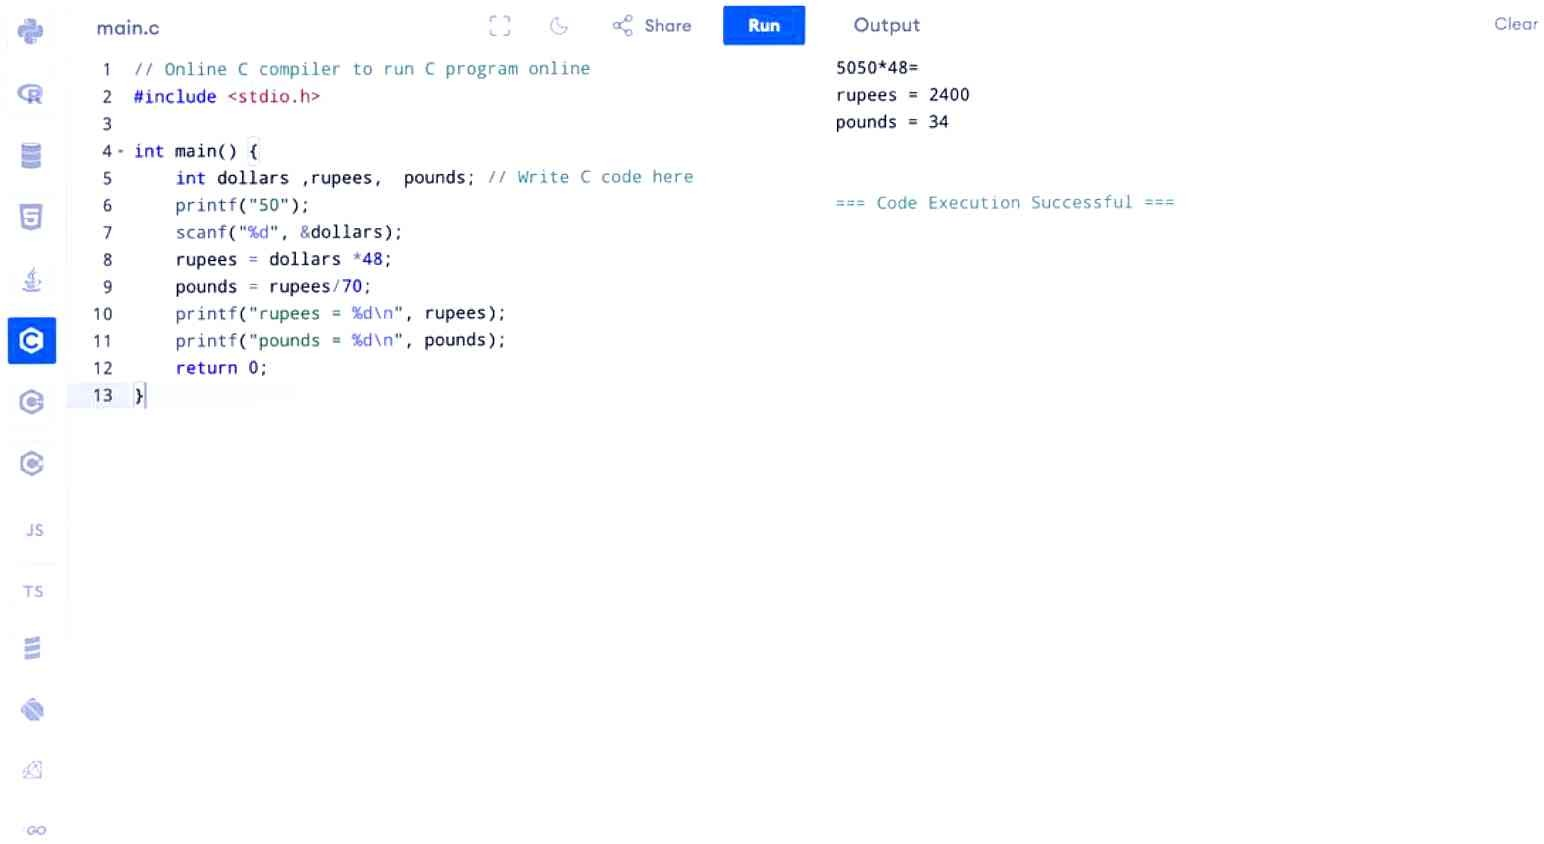 main.c
Share
Run
Output
Clear
1 // Online C compiler to run C program online
2 #include <stdio.h>
3
4 int main() {
5 int dollars ,rupees,  pounds; // Write C code here
6 printf("50");
7 scanf("%d", &dollars);
8 rupees = dollars *48;
9 pounds = rupees/70;
10 printf("rupees = %d\n", rupees);
11 printf("pounds = %d\n", pounds);
12 return 0;
13 }
5050*48=
rupees = 2400
pounds = 34
=== Code Execution Successful ===
R
5
C
C
C
JS
TS
GO